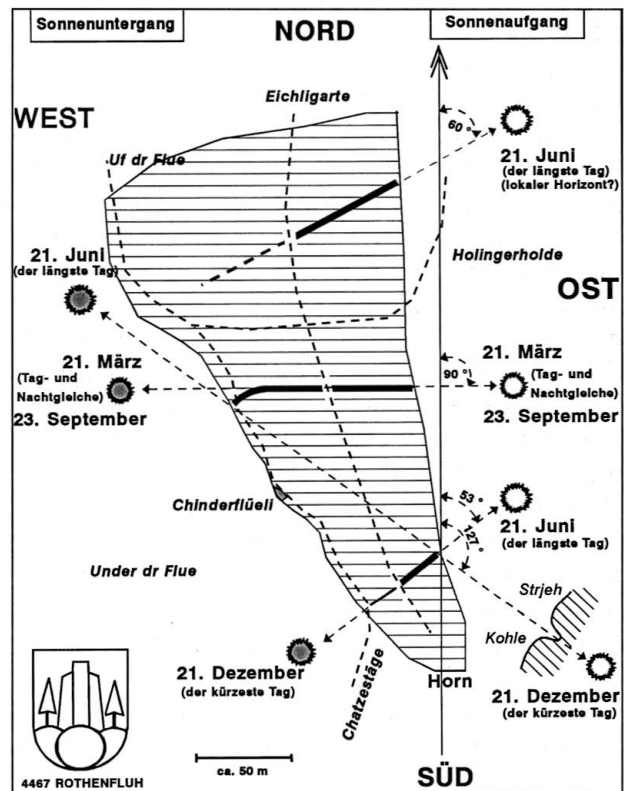 Sonnenuntergang
NORD
Sonnenaufgang
WEST
Eichligarte
Uf dr Flue
60 °
21. Juni
(der längste Tag)
(lokaler Horizont?)
21. Juni
(der längste Tag)
Holingerholde
OST
21. März
(Tag- und
Nachtgleiche)
23. September
90 °
21. März
(Tag- und
Nachtgleiche)
23. September
Chinderflüeli
53 °
127 °
21. Juni
(der längste Tag)
Under dr Flue
Strjeh
Kohle
21. Dezember
(der kürzeste Tag)
Chatzestäge
Horn
21. Dezember
(der kürzeste Tag)
4467 ROTHENFLUH
ca. 50 m
SÜD